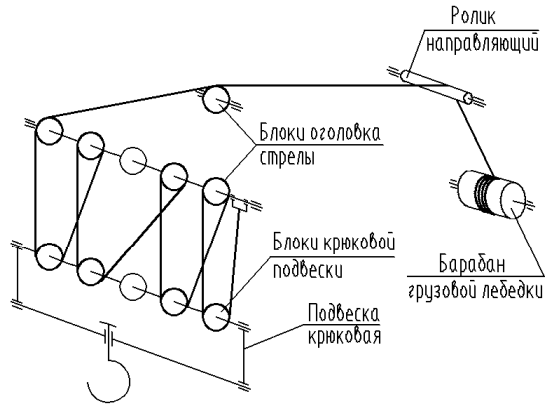 Ролик
направляющий
Блоки оголовка
стрелы
Блоки крюковой
подвески
Барабан
грузовой лебедки
Подвеска
крюковая